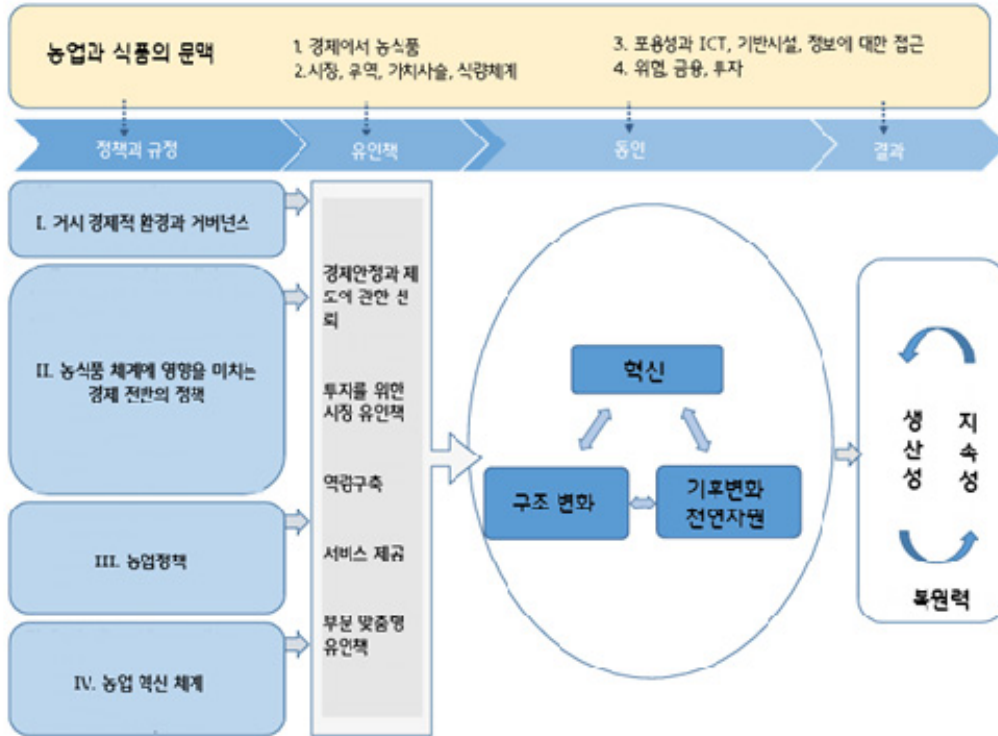 농업과 식품의 문맥
1. 경제에서 농식품
2.시장, 무역, 가치사슬, 식량체계
3. 포용성과 ICT, 기반시설, 정보에 대한 접근
4. 위험, 금융, 투자
정책과 규정
유인책
동인
결과
I. 거시 경제적 환경과 거버넌스
II. 농식품 체계에 영향을 미치는
경제 전반의 정책
III. 농업정책
IV. 농업 혁신 체계
경제안정과 제
도에 관한 신
뢰
투자를 위한
시장 유인책
역량구축
서비스 제공
부문 맞춤형
유인책
혁신
구조 변화
기후변화
천연자원
생산성
지속성
복원력